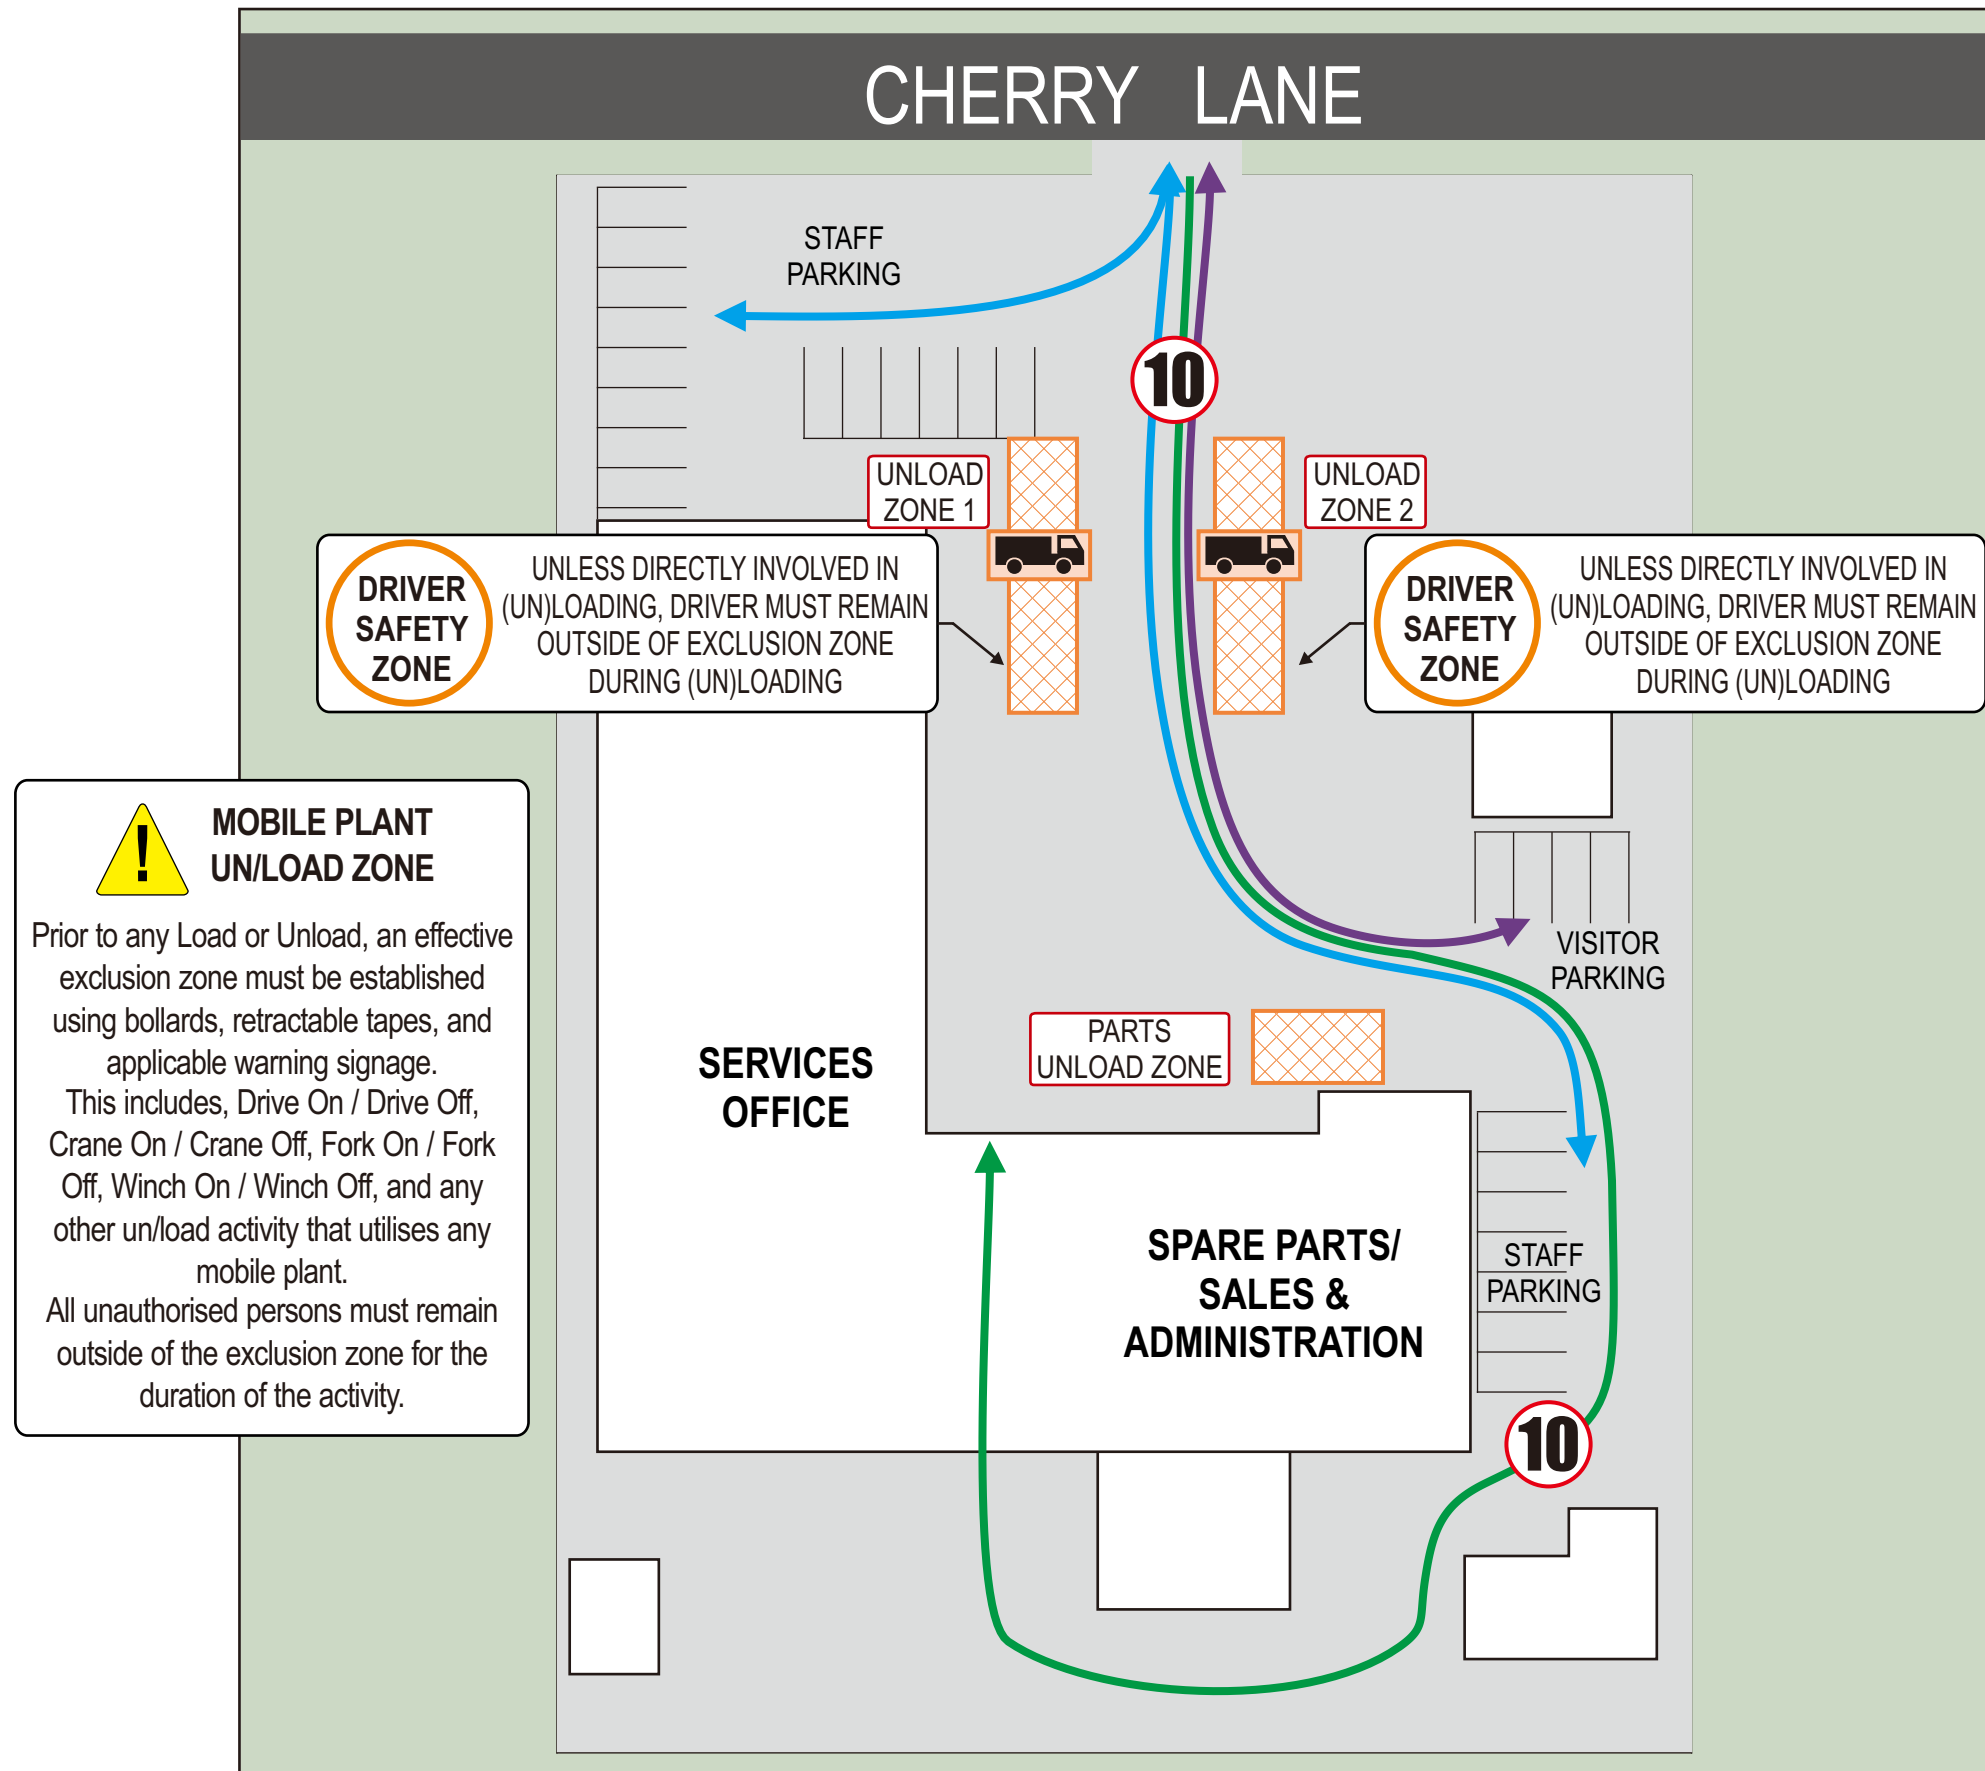 CHERRY LANE
STAFF
PARKING
10
UNLOAD
ZONE 1
UNLOAD
ZONE 2
DRIVER
SAFETY
ZONE
UNLESS DIRECTLY INVOLVED IN
(UN)LOADING, DRIVER MUST REMAIN
OUTSIDE OF EXCLUSION ZONE
DURING (UN)LOADING
DRIVER
SAFETY
ZONE
UNLESS DIRECTLY INVOLVED IN
(UN)LOADING, DRIVER MUST REMAIN
OUTSIDE OF EXCLUSION ZONE
DURING (UN)LOADING
!
MOBILE PLANT
UN/LOAD ZONE
Prior to any Load or Unload, an effective
exclusion zone must be established
using bollards, retractable tapes, and
applicable warning signage.
This includes, Drive On / Drive Off,
Crane On / Crane Off, Fork On / Fork
Off, Winch On / Winch Off, and any
other un/load activity that utilises any
mobile plant.
All unauthorised persons must remain
outside of the exclusion zone for the
duration of the activity.
VISITOR
PARKING
PARTS
UNLOAD ZONE
SERVICES
OFFICE
SPARE PARTS/
SALES &
ADMINISTRATION
STAFF
PARKING
10